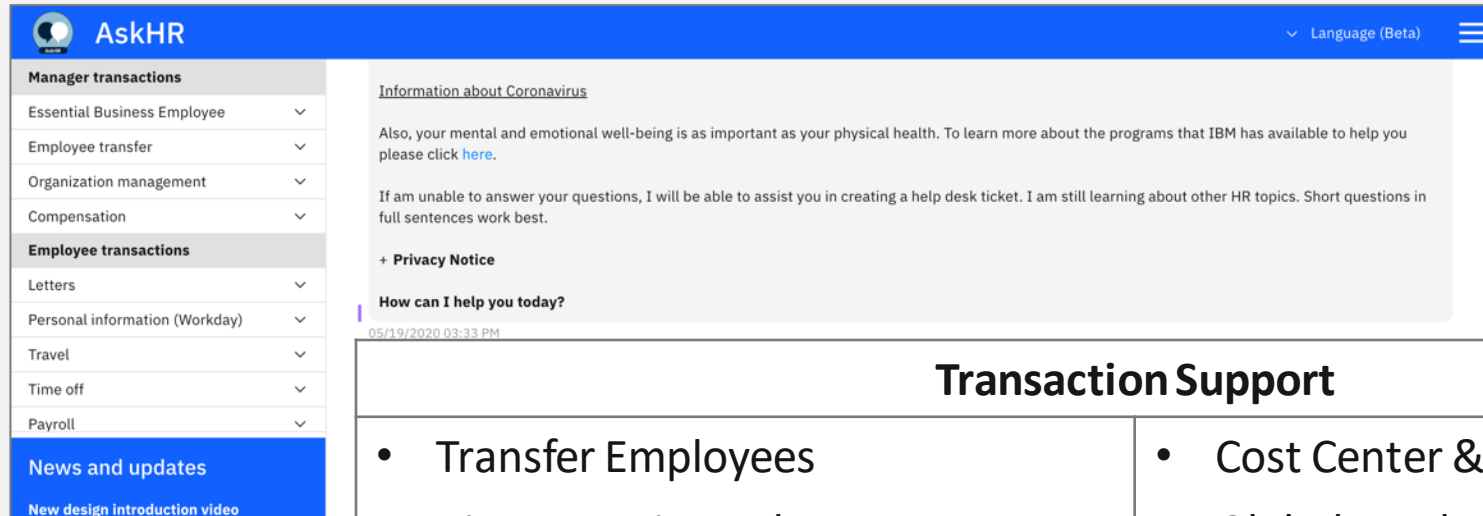 AskHR
Language (Beta)
Manager transactions
Essential Business Employee
Employee transfer
Organization management
Compensation
Employee transactions
Letters
Personal information (Workday)
Travel
Time off
Payroll
News and updates
New design introduction video
Information about Coronavirus
Also, your mental and emotional well-being is as important as your physical health. To learn more about the programs that IBM has available to help you
please click here.
If am unable to answer your questions, I will be able to assist you in creating a help desk ticket. I am still learning about other HR topics. Short questions in
full sentences work best.
+ Privacy Notice
How can I help you today?
05/19/2020 03:33 PM
Transaction Support
• Transfer Employees
• Cost Center &